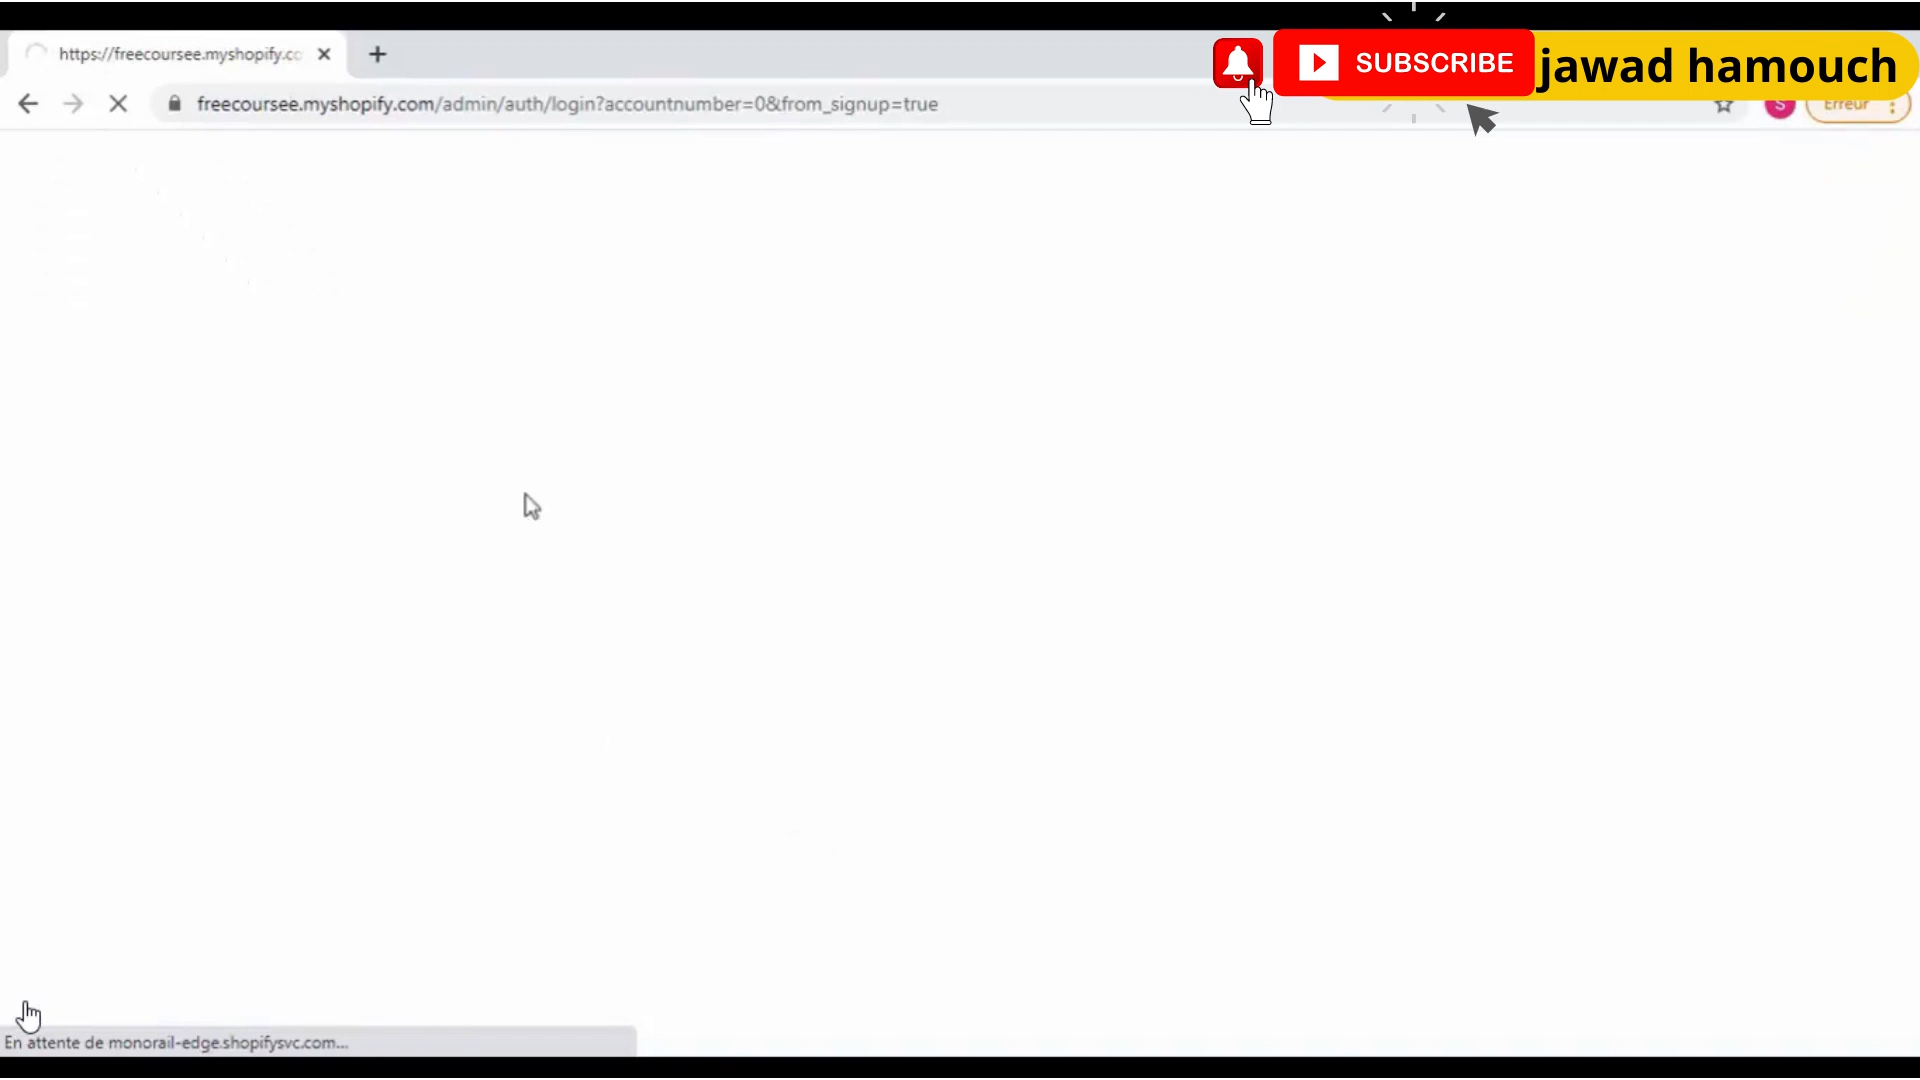 https://freecoursee.myshopify.co
SUBSCRIBE
jawad hamouch
freecoursee.myshopify.com/admin/auth/login?accountnumber=0&from_signup=true
S
Erreur
En attente de monorail-edge.shopifysvc.com...